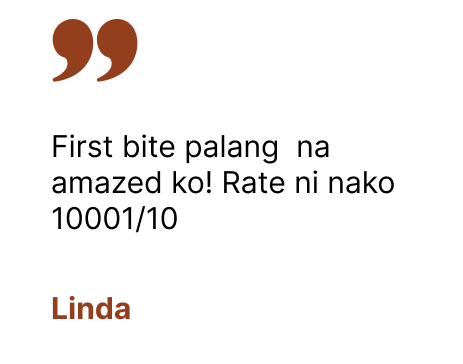 ”
First bite palang  na
amazed ko! Rate ni nako
10001/10
Linda